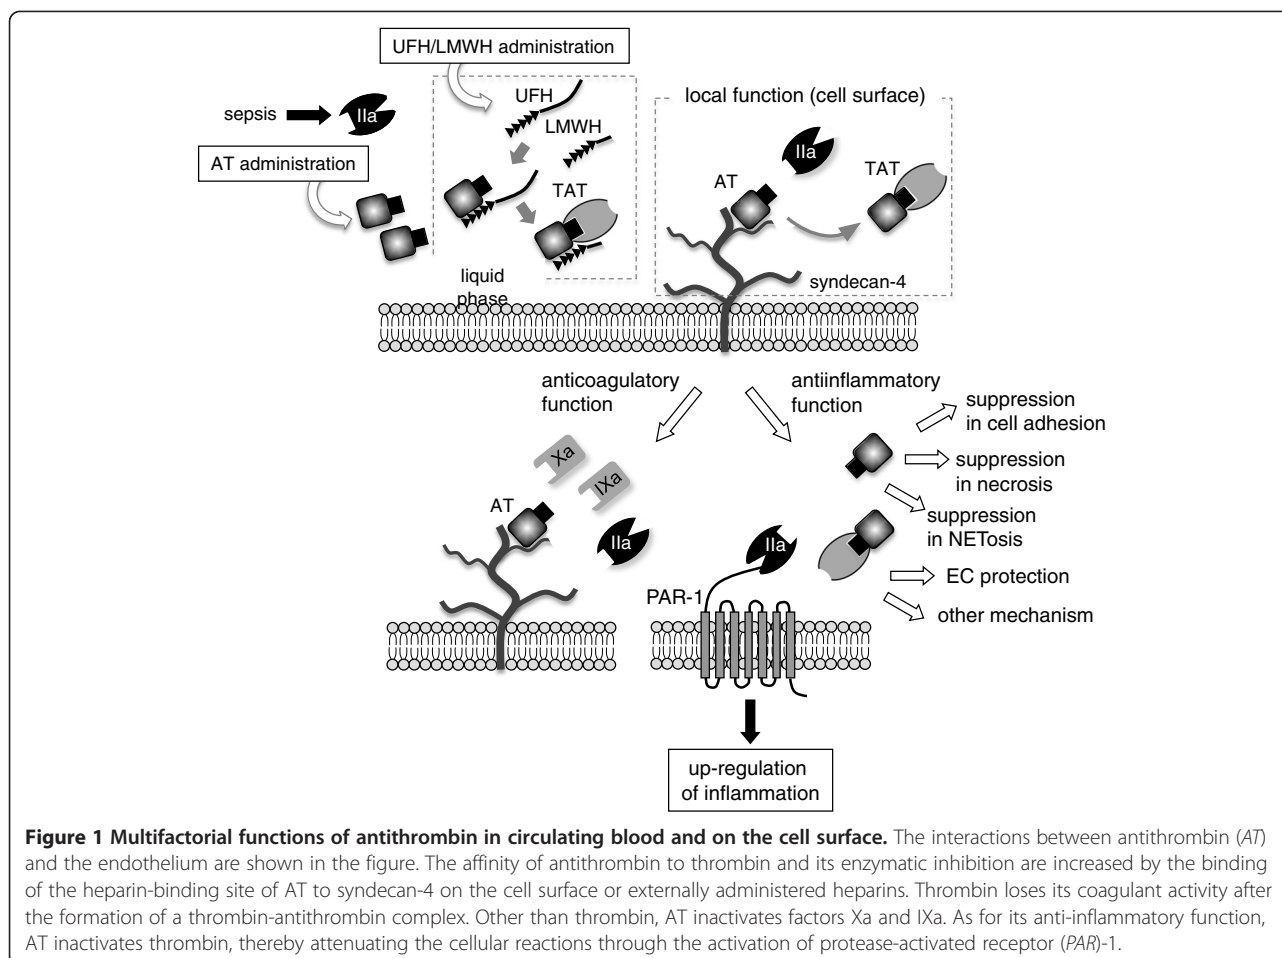 UFH/LMWH administration
sepsis
IIa
AT administration
UFH
LMWH
TAT
liquid
phase
local function (cell surface)
IIa
AT
TAT
syndecan-4
anticoagulatory
function
antiinflammatory
function
suppression
in cell adhesion
suppression
in necrosis
suppression
in NETosis
EC protection
other mechanism
Xa
IXa
AT
IIa
IIa
PAR-1
up-regulation
of inflammation
Figure 1 Multifactorial functions of antithrombin in circulating blood and on the cell surface. The interactions between antithrombin (AT)
and the endothelium are shown in the figure. The affinity of antithrombin to thrombin and its enzymatic inhibition are increased by the binding
of the heparin-binding site of AT to syndecan-4 on the cell surface or externally administered heparins. Thrombin loses its coagulant activity after
the formation of a thrombin-antithrombin complex. Other than thrombin, AT inactivates factors Xa and IXa. As for its anti-inflammatory function,
AT inactivates thrombin, thereby attenuating the cellular reactions through the activation of protease-activated receptor (PAR)-1.